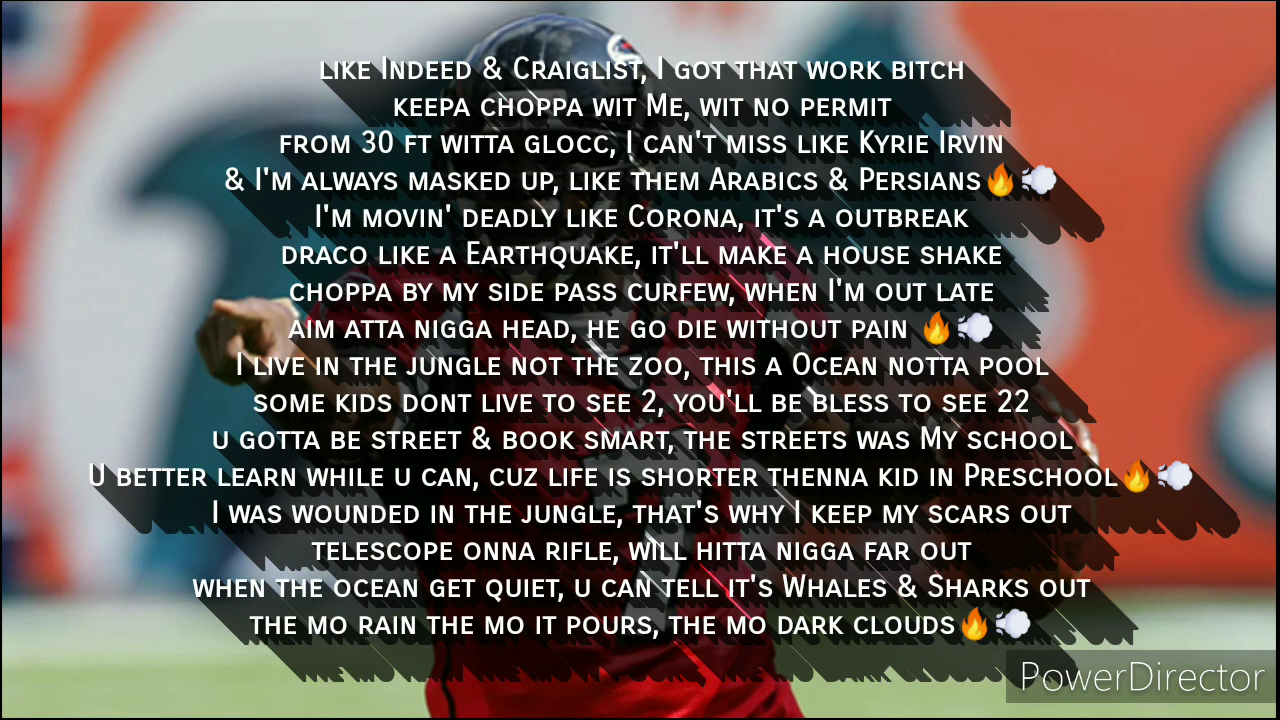 like Indeed & Craiglist, I got that work bitch
keepa choppa wit Me, wit no permit
from 30 ft witta glocc, I can't miss like Kyrie Irvin
& I'm always masked up, like them Arabics & Persians🔥💨
I'm movin' deadly like Corona, it's a outbreak
draco like a Earthquake, it'll make a house shake
choppa by my side pass curfew, when I'm out late
aim atta nigga head, he go die without pain 🔥💨
I live in the jungle not the zoo, this a Ocean notta pool
some kids dont live to see 2, you'll be bless to see 22
u gotta be street & book smart, the streets was My school
U better learn while u can, cuz life is shorter thenna kid in Preschool🔥💨
I was wounded in the jungle, that's why I keep my scars out
telescope onna rifle, will hitta nigga far out
when the ocean get quiet, u can tell it's Whales & Sharks out
the mo rain the mo it pours, the mo dark clouds🔥💨
PowerDirector